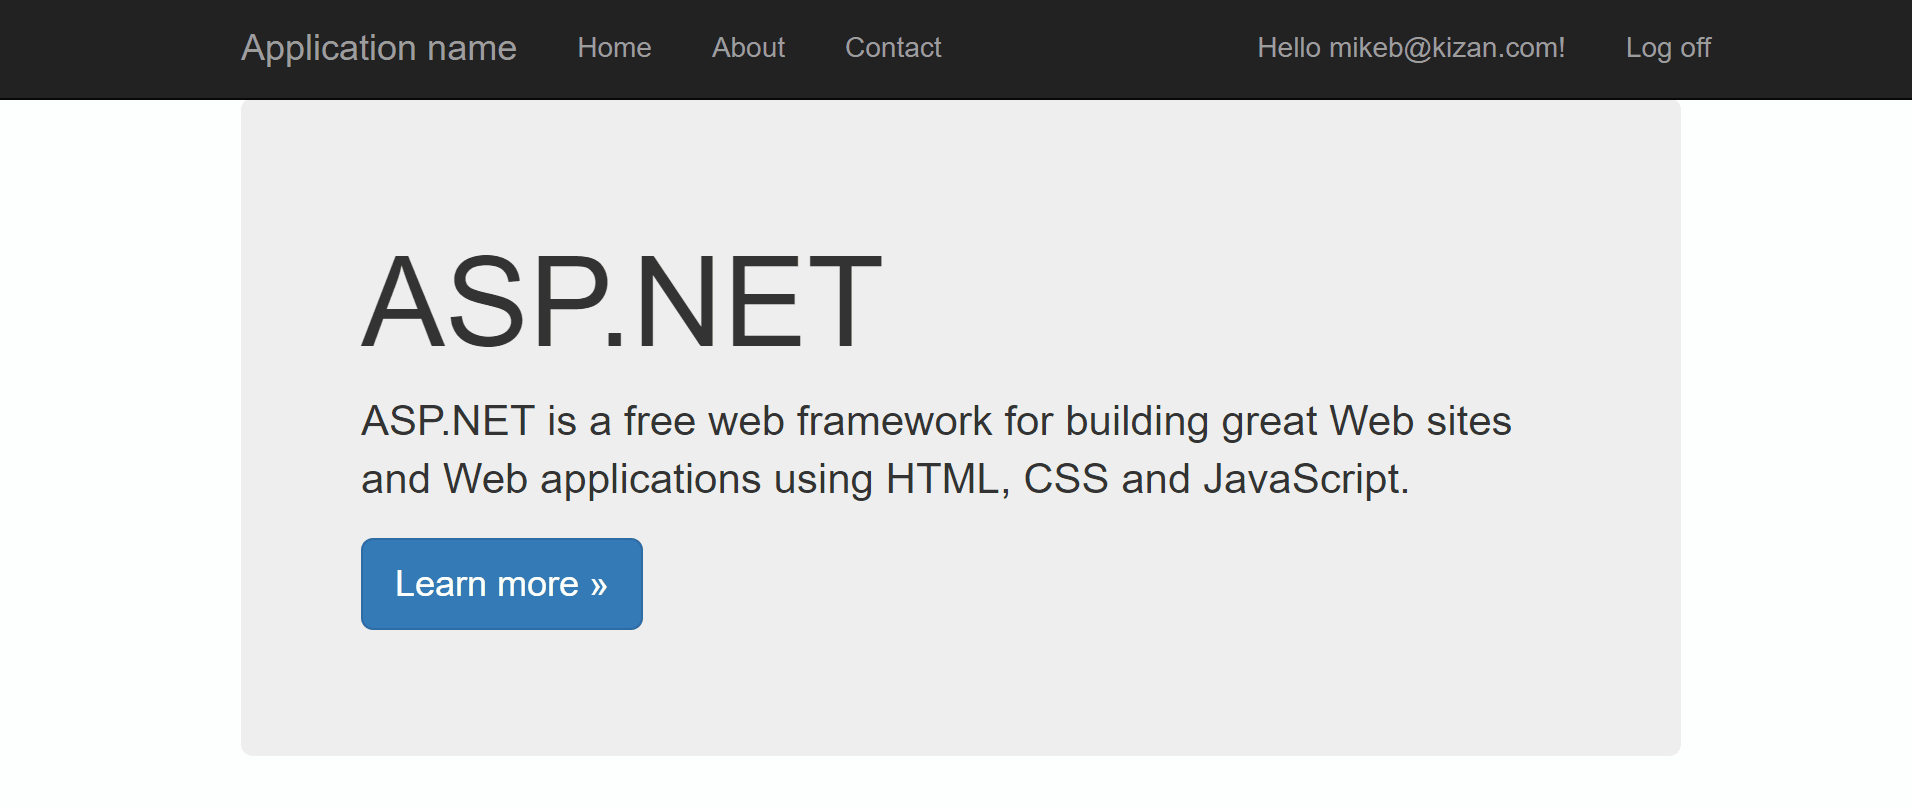 Application name Home About Contact Hello mikeb@kizan.com! Log off
ASP.NET
ASP.NET is a free web framework for building great Web sites
and Web applications using HTML, CSS and JavaScript.
Learn more »